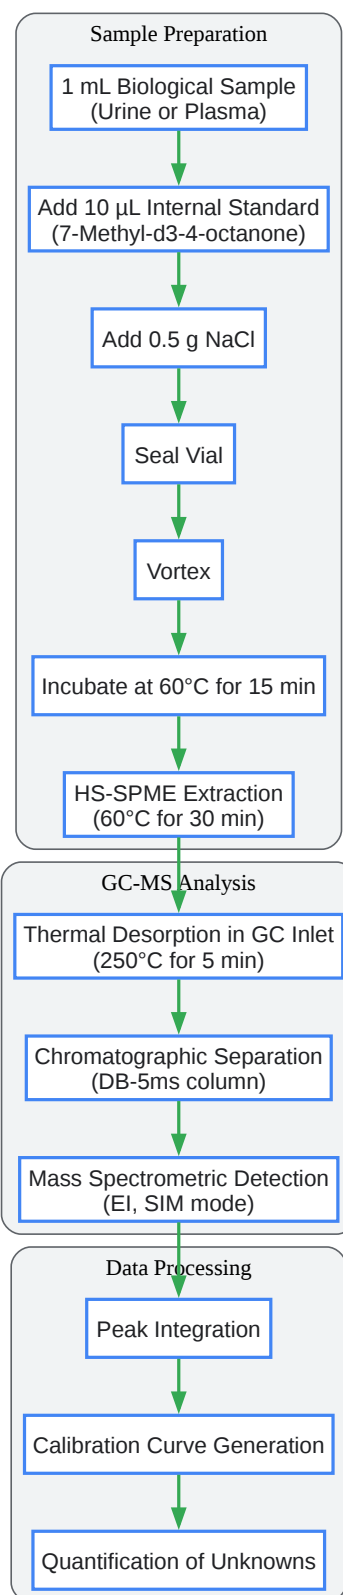 Sample Preparation
1 mL Biological Sample
(Urine or Plasma)
Add 10 µL Internal Standard
(7-Methyl-d3-4-octanone)
Add 0.5 g NaCl
Seal Vial
Vortex
Incubate at 60°C for 15 min
HS-SPME Extraction
(60°C for 30 min)
GC-MS Analysis
Thermal Desorption in GC Inlet
(250°C for 5 min)
Chromatographic Separation
(DB-5ms column)
Mass Spectrometric Detection
(EI, SIM mode)
Data Processing
Peak Integration
Calibration Curve Generation
Quantification of Unknowns